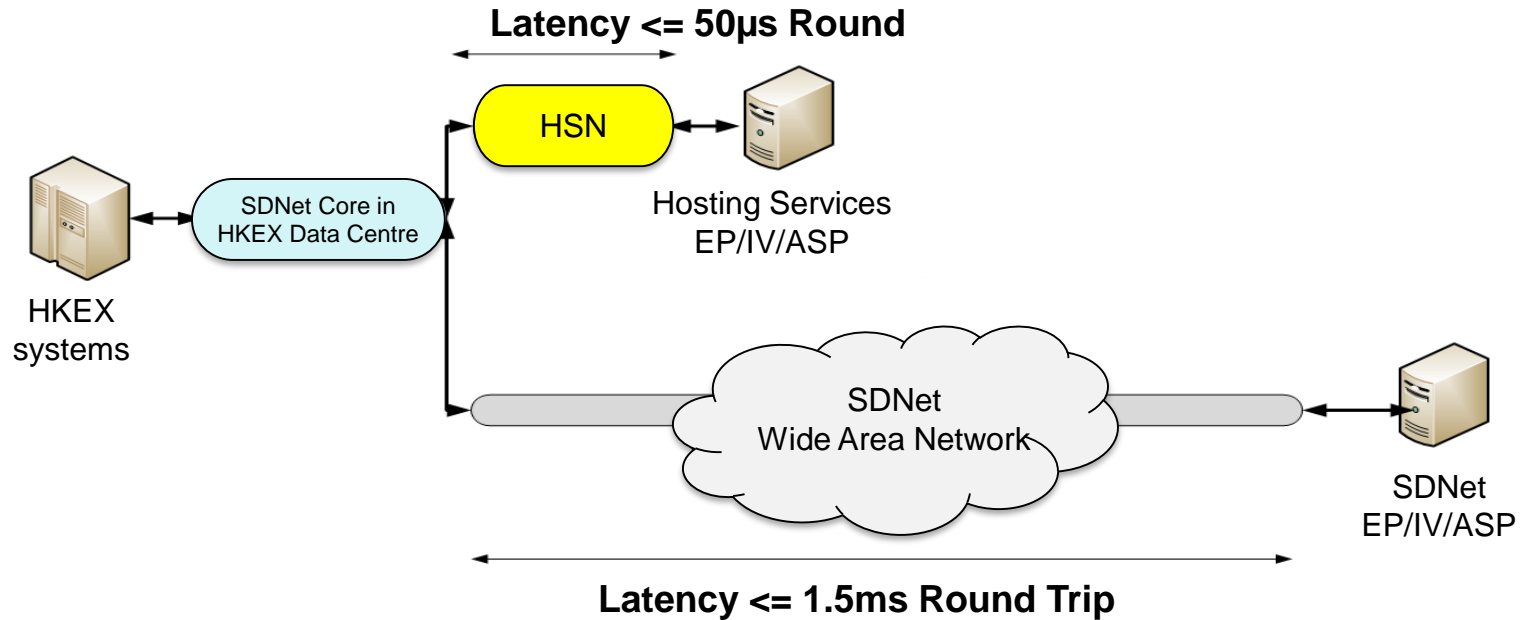 Latency <= 50µs Round
HSN
SDNet Core in
HKEX Data Centre
Hosting Services
EP/IV/ASP
HKEX
systems
SDNet
Wide Area Network
SDNet
EP/IV/ASP
Latency <= 1.5ms Round Trip